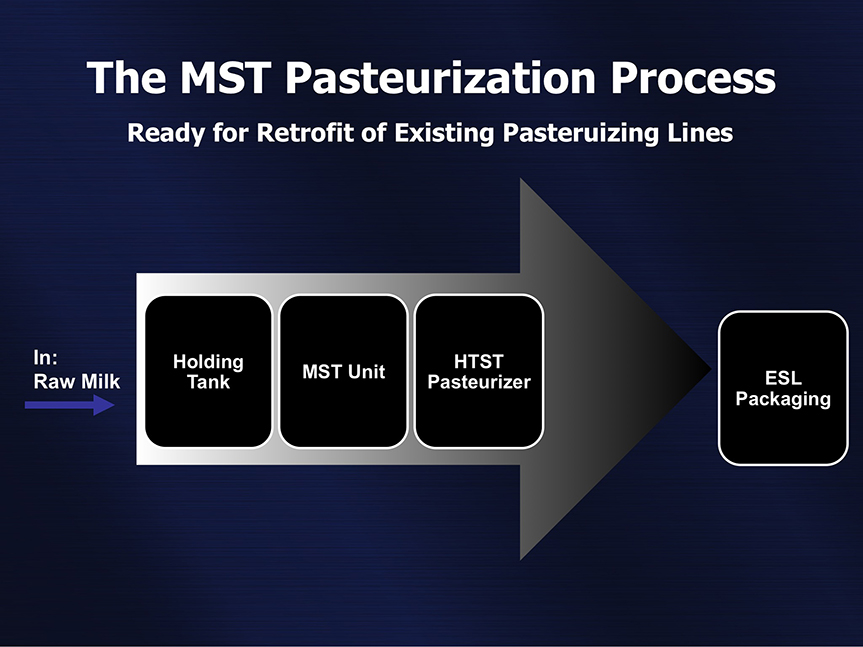 The MST Pasteurization Process
Ready for Retrofit of Existing Pasteruizing Lines
In:
Raw Milk
Holding
Tank
MST Unit
HTST
Pasteurizer
ESL
Packaging